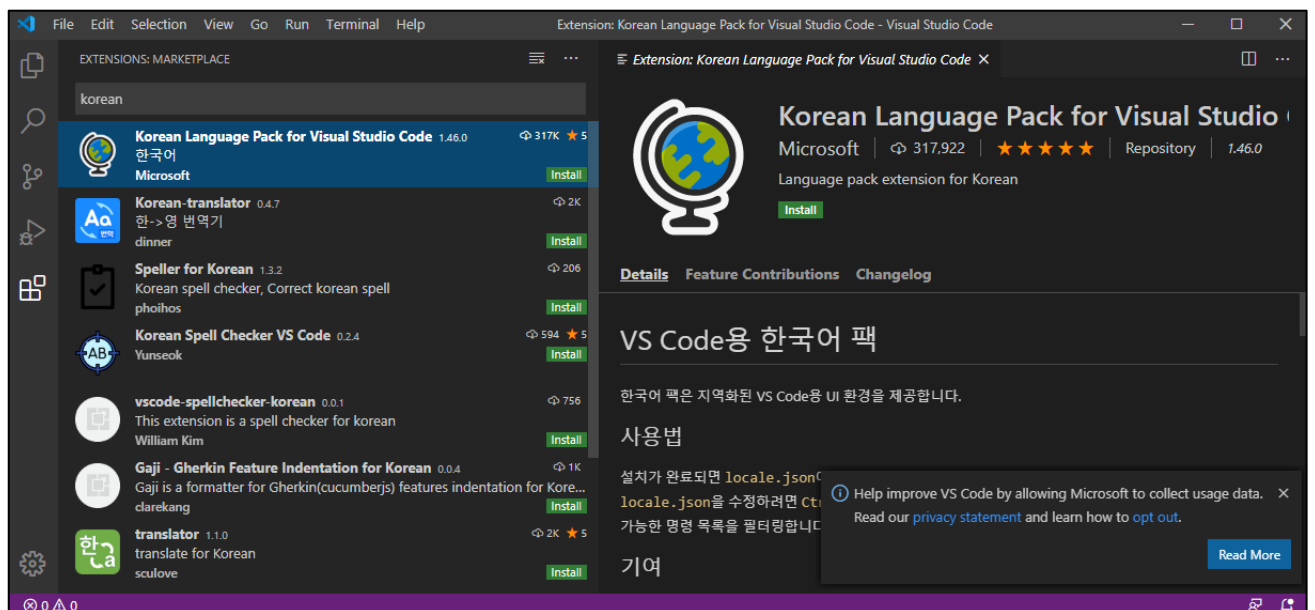 File Edit Selection View Go Run Terminal Help
Extension: Korean Language Pack for Visual Studio Code - Visual Studio Code
EXTENSIONS: MARKETPLACE
korean
Korean Language Pack for Visual Studio Code 1.46.0 317K ★ 5
한국어
Microsoft Install
Aa 번역
Korean-translator 0.4.7 2K
한->영 번역기
dinner Install
Speller for Korean 1.3.2 206
Korean spell checker, Correct korean spell
phoihos Install
AB
Korean Spell Checker VS Code 0.2.4 594 ★ 5
Yunseok Install
vscode-spellchecker-korean 0.0.1 756
This extension is a spell checker for korean
William Kim Install
Gaji - Gherkin Feature Indentation for Korean 0.0.4 1K
Gaji is a formatter for Gherkin(cucumberjs) features indentation for Kore...
clarekang Install
한 a
translator 1.1.0 2K ★ 5
translate for Korean
sculove Install
0 0
Extension: Korean Language Pack for Visual Studio Code
Korean Language Pack for Visual Studio
Microsoft 317,922 ★★★★★ Repository 1.46.0
Language pack extension for Korean
Install
Details Feature Contributions Changelog
VS Code용 한국어 팩
한국어 팩은 지역화된 VS Code용 UI 환경을 제공합니다.
사용법
설치가 완료되면 locale.json
locale.json을 수정하려면
가능한 명령 목록을 필터링합니다
기여
Help improve VS Code by allowing Microsoft to collect usage data.
Read our privacy statement and learn how to opt out.
Read More